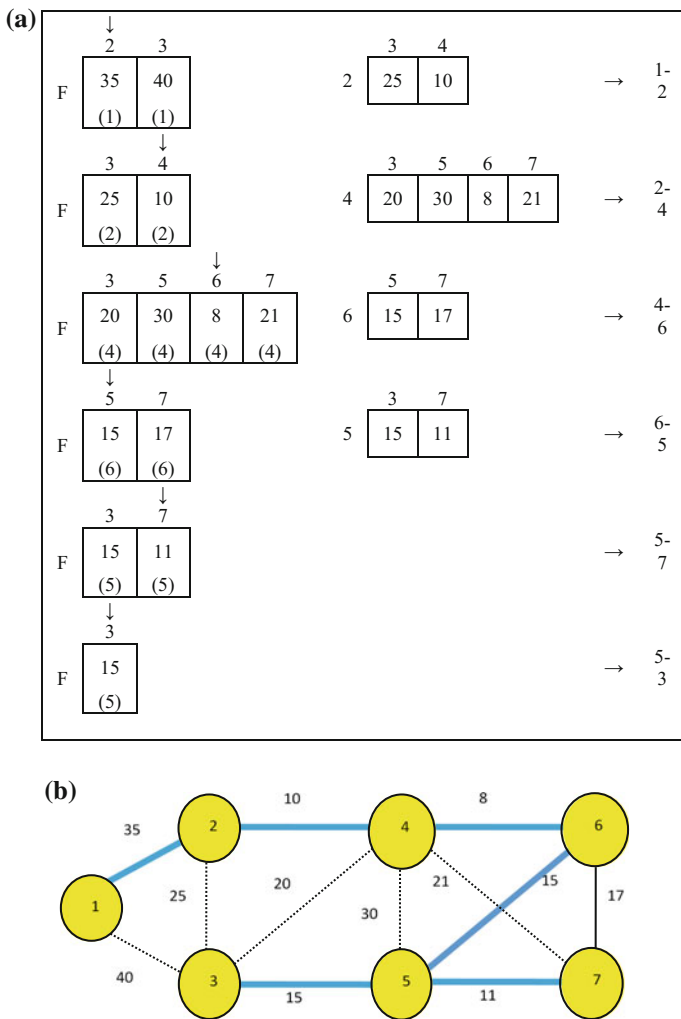 (a)
↓
2 3 3 4
F 35 40 2 25 10 → 1-
2
(1) (1)
↓
3 4 3 5 6 7
F 25 10 4 20 30 8 21 → 2-
4
(2) (2)
↓
3 5 6 7 5 7
F 20 30 8 21 6 15 17 → 4-
6
(4) (4) (4) (4)
↓
5 7 3 7
F 15 17 5 15 11 → 6-
5
(6) (6)
↓
3 7
F 15 11 → 5-
7
(5) (5)
↓
3
F 15 → 5-
3
(5)
(b)
10 8
35 2 4 6
1 25 20 30 21 15 17
40 3 5 7
15 11